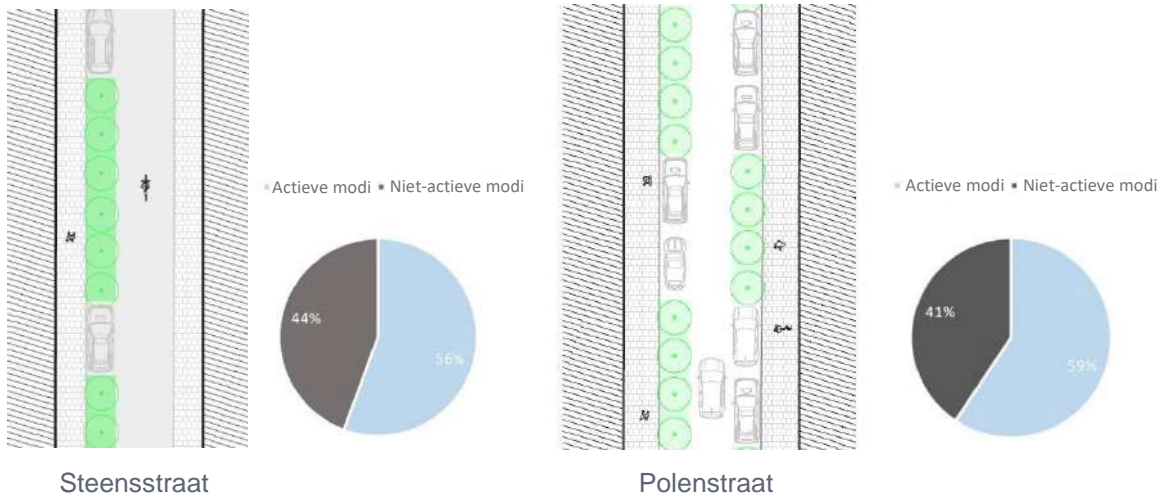 Actieve modi Niet-actieve modi
44%
56%
Steensstraat
Actieve modi Niet-actieve modi
41%
59%
Polenstraat